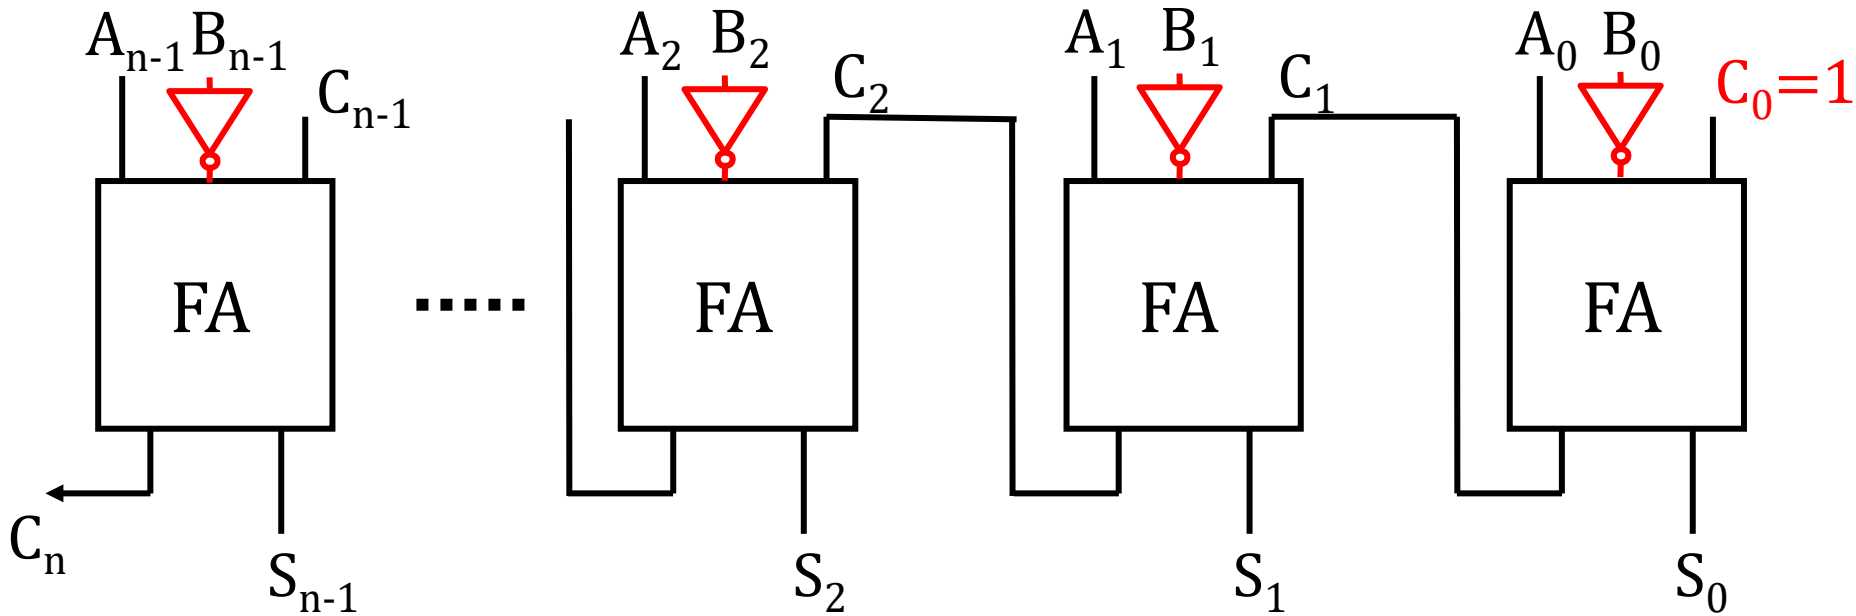 A_{n-1} B_{n-1} C_{n-1} A_2 B_2 C_2 A_1 B_1 C_1 A_0 B_0 C_0=1
FA ..... FA FA FA
C_n S_{n-1} S_2 S_1 S_0